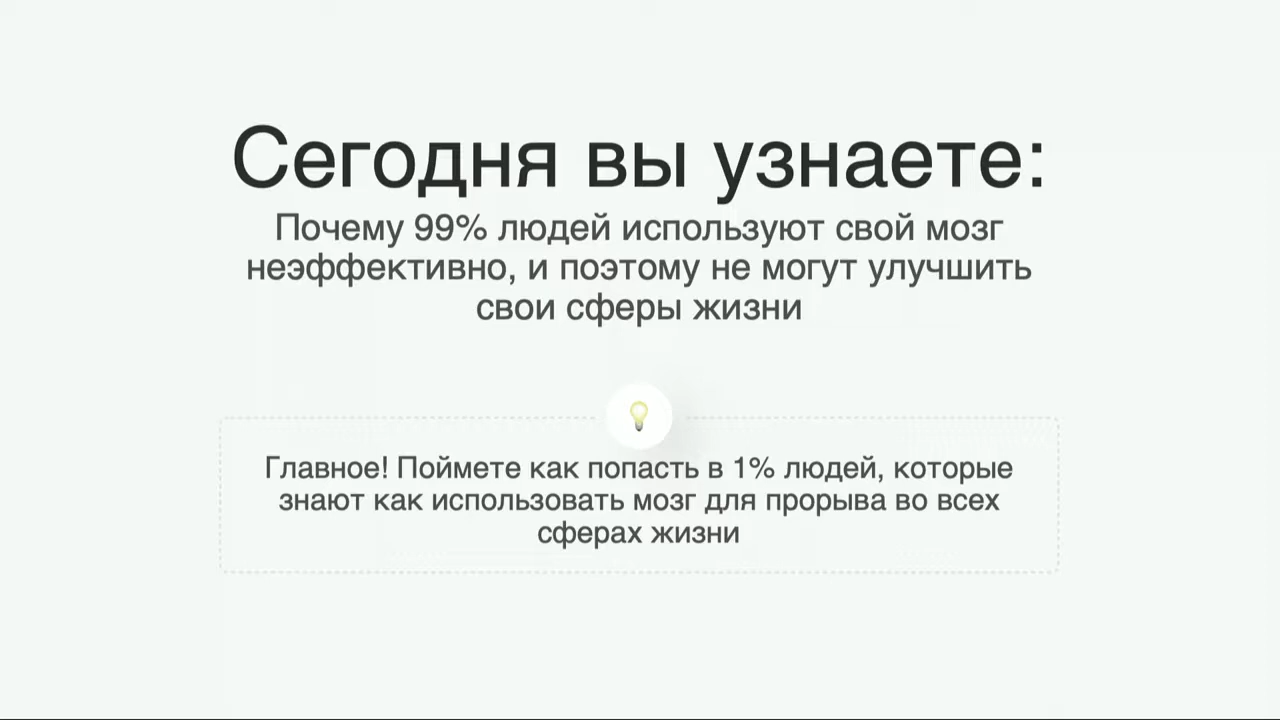 Сегодня вы узнаете:
Почему 99% людей используют свой мозг
неэффективно, и поэтому не могут улучшить
свои сферы жизни
Главное! Поймете как попасть в 1% людей, которые
знают как использовать мозг для прорыва во всех
сферах жизни